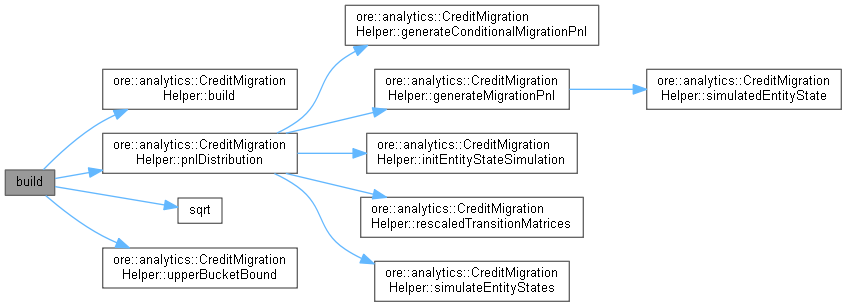 build
ore::analytics::CreditMigration
Helper::build
ore::analytics::CreditMigration
Helper::pnlDistribution
sqrt
ore::analytics::CreditMigration
Helper::upperBucketBound
ore::analytics::CreditMigration
Helper::generateConditionalMigrationPnl
ore::analytics::CreditMigration
Helper::generateMigrationPnl
ore::analytics::CreditMigration
Helper::initEntityStateSimulation
ore::analytics::CreditMigration
Helper::rescaledTransitionMatrices
ore::analytics::CreditMigration
Helper::simulateEntityStates
ore::analytics::CreditMigration
Helper::simulatedEntityState